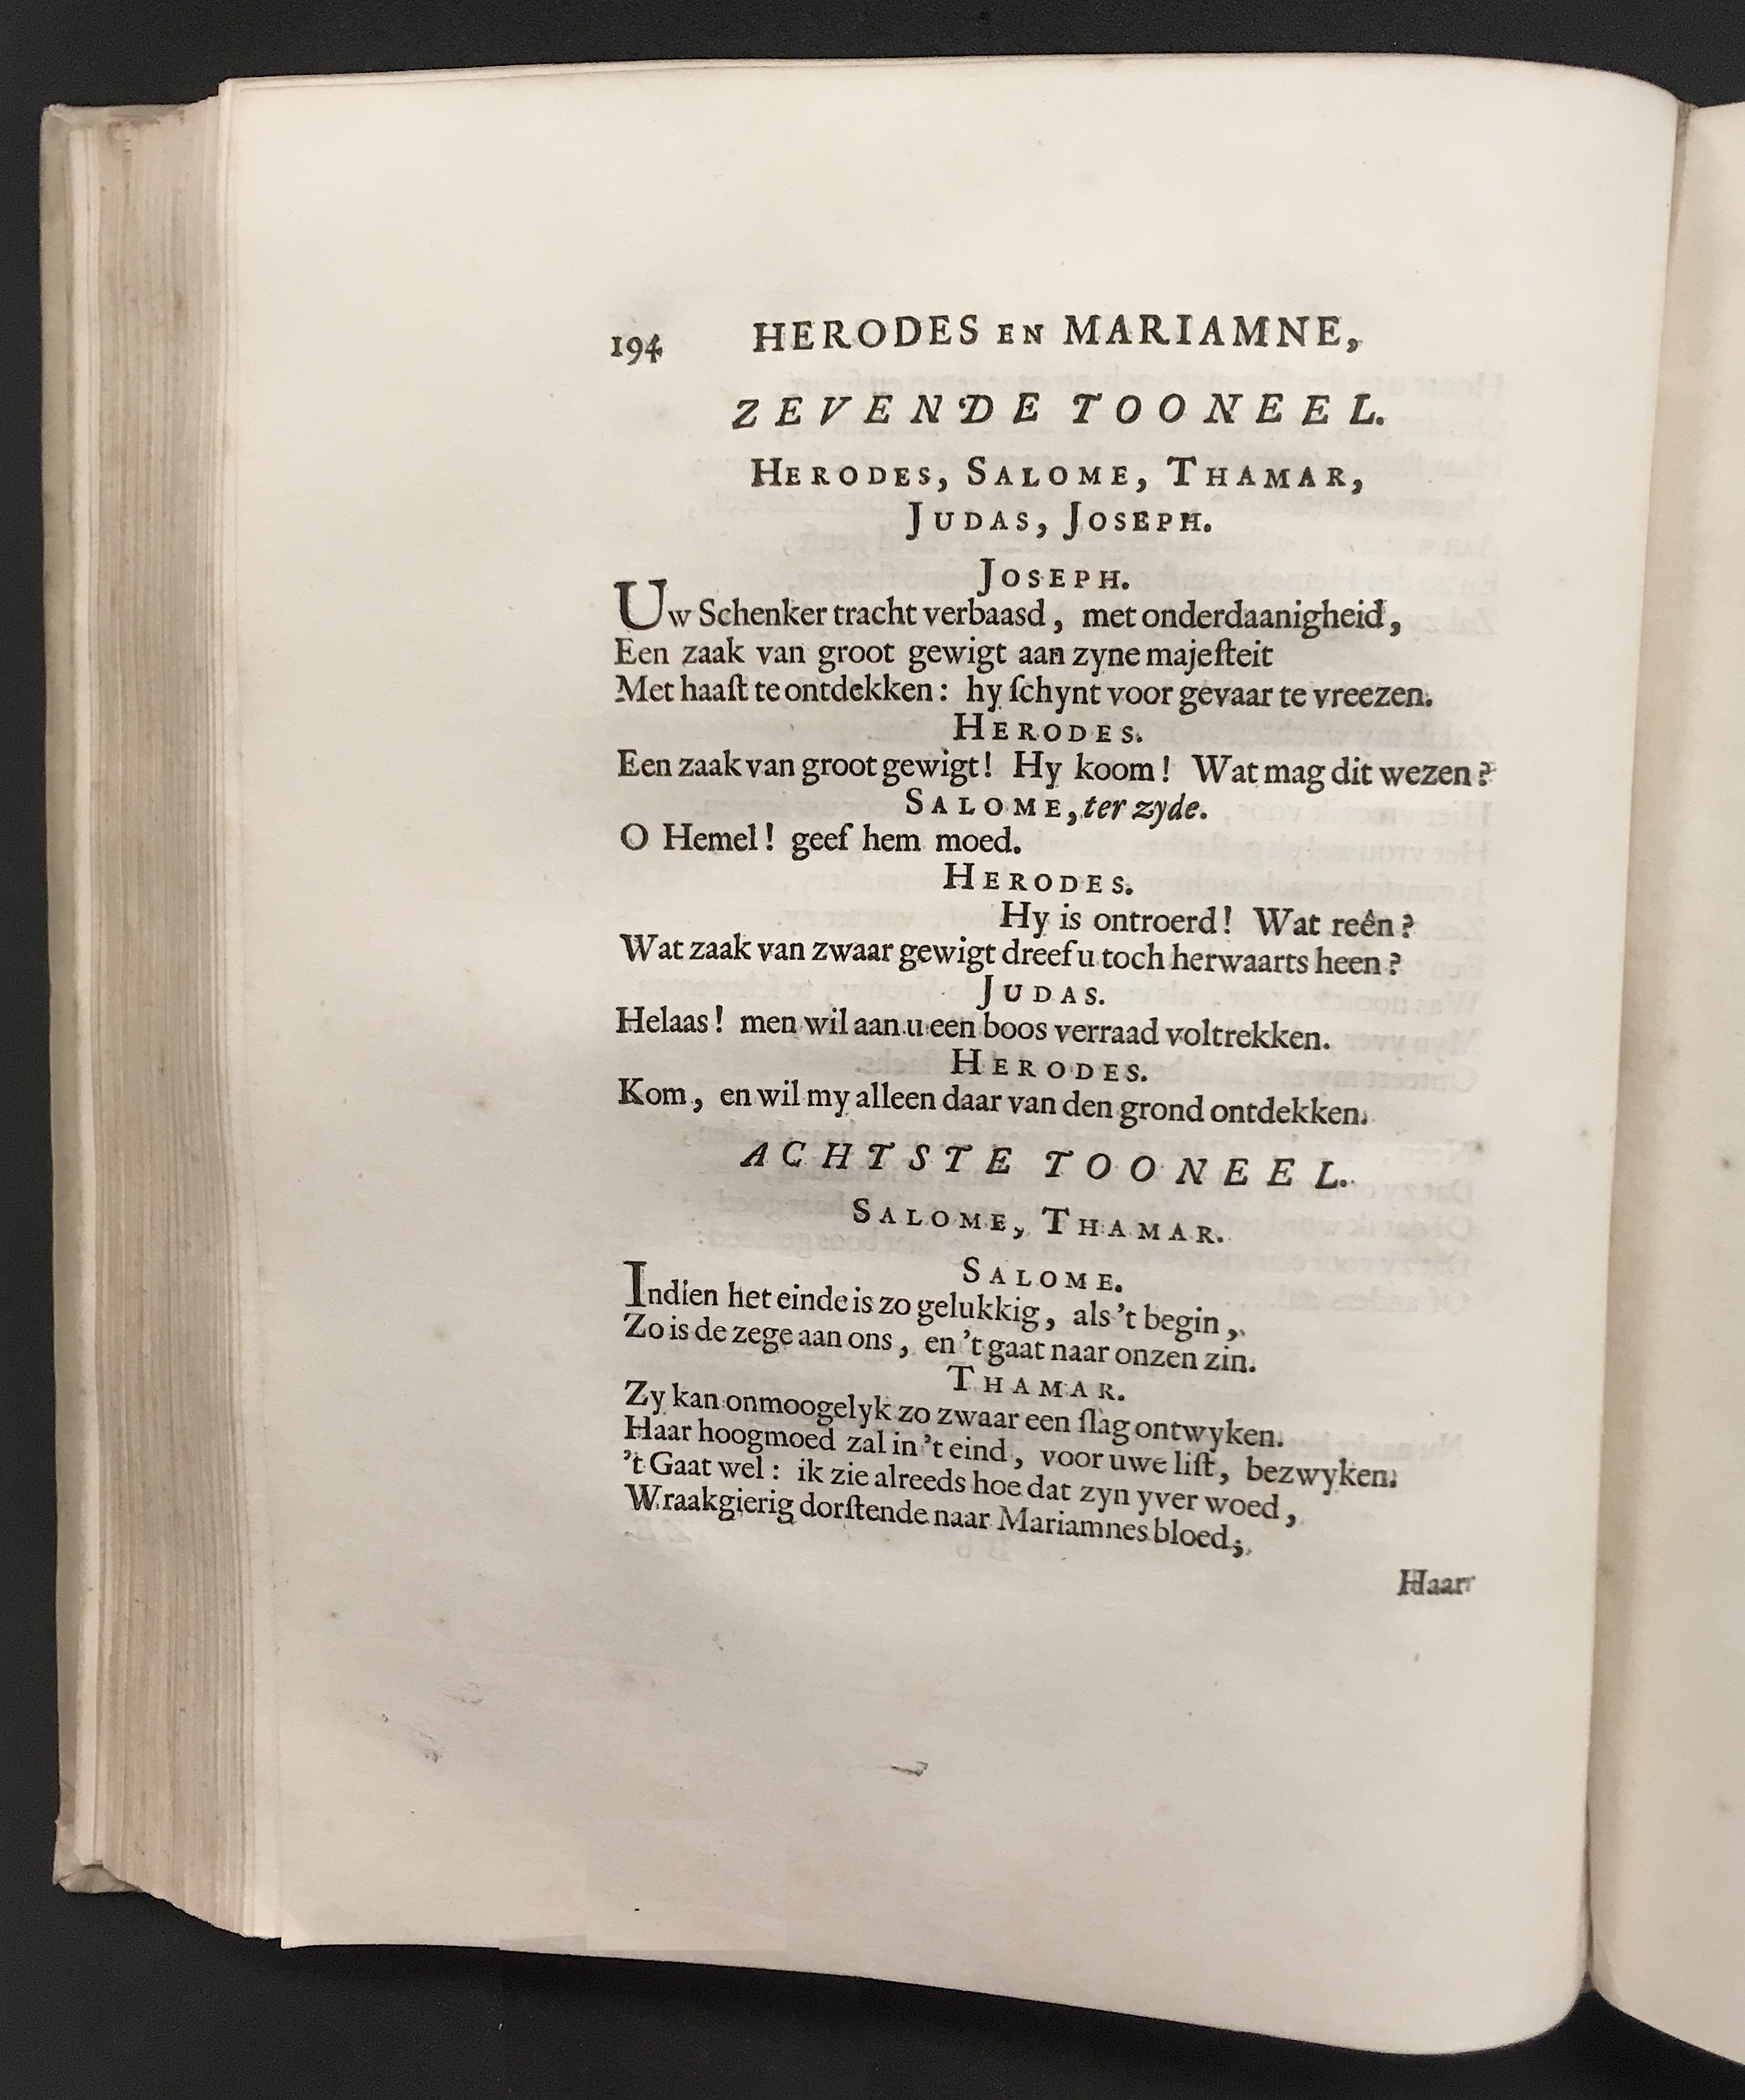 194 HERODES EN MARIAMNE,
ZEVENDE TOONEEL.
HERODES, SALOME, THAMAR,
JUDAS, JOSEPH.
JOSEPH.
Uw Schenker tracht verbaasd, met onderdaanigheid,
Een zaak van groot gewigt aan zyne majeſteit
Met haaſt te ontdekken: hy ſchynt voor gevaar te vreezen.
HERODES.
Een zaak van groot gewigt! Hy koom! Wat mag dit wezen?
SALOME, ter zyde.
O Hemel! geef hem moed.
HERODES.
Hy is ontroerd! Wat reên?
Wat zaak van zwaar gewigt dreef u toch herwaarts heen?
JUDAS.
Helaas! men wil aan u een boos verraad voltrekken.
HERODES.
Kom, en wil my alleen daar van den grond ontdekken.
ACHTSTE TOONEEL.
SALOME, THAMAR.
SALOME.
Indien het einde is zo gelukkig, als 't begin,
Zo is de zege aan ons, en 't gaat naar onzen zin.
THAMAR.
Zy kan onmoogelyk zo zwaar een ſlag ontwyken.
Haar hoogmoed zal in 't eind, voor uwe liſt, bezwyken.
't Gaat wel: ik zie alreeds hoe dat zyn yver woed,
Wraakgierig dorſtende naar Mariamnes bloed;
Haar